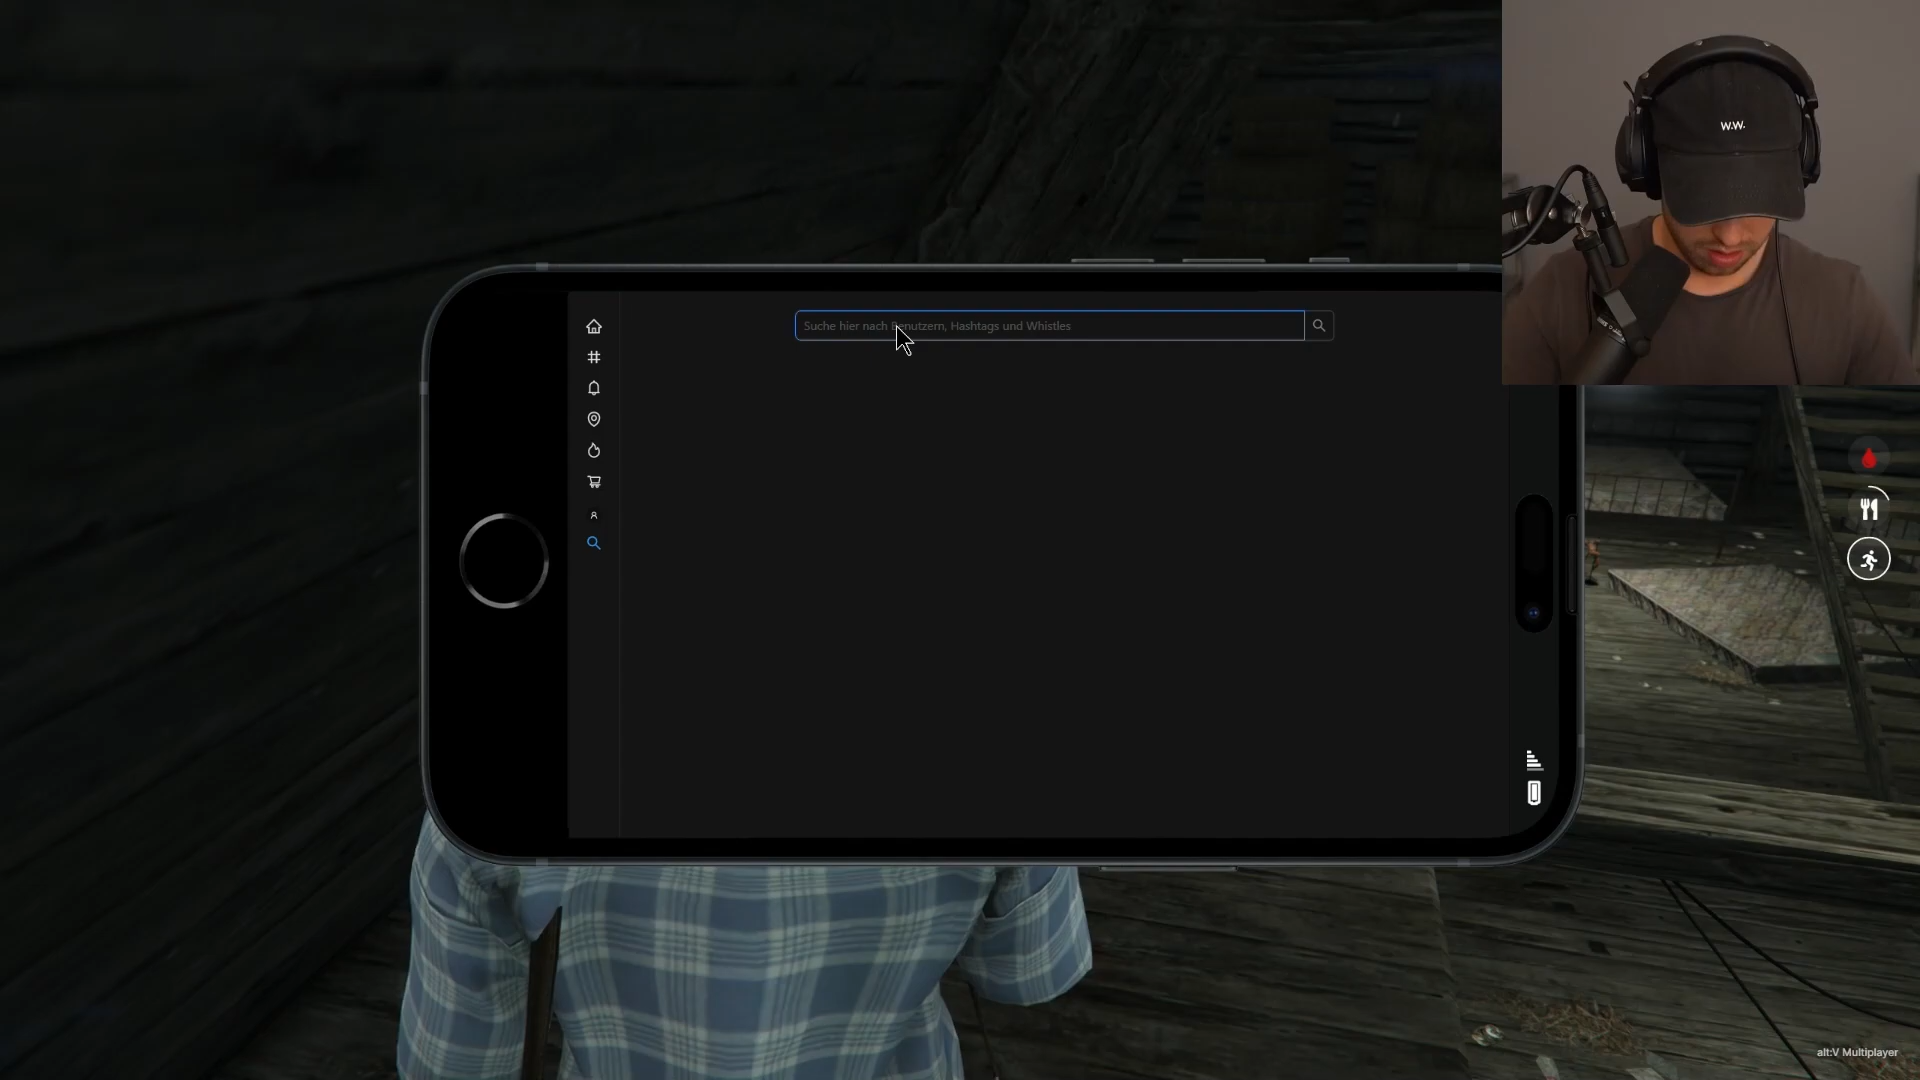 W.W.
Suche hier nach Benutzern, Hashtags und Whistles
alt:V Multiplayer